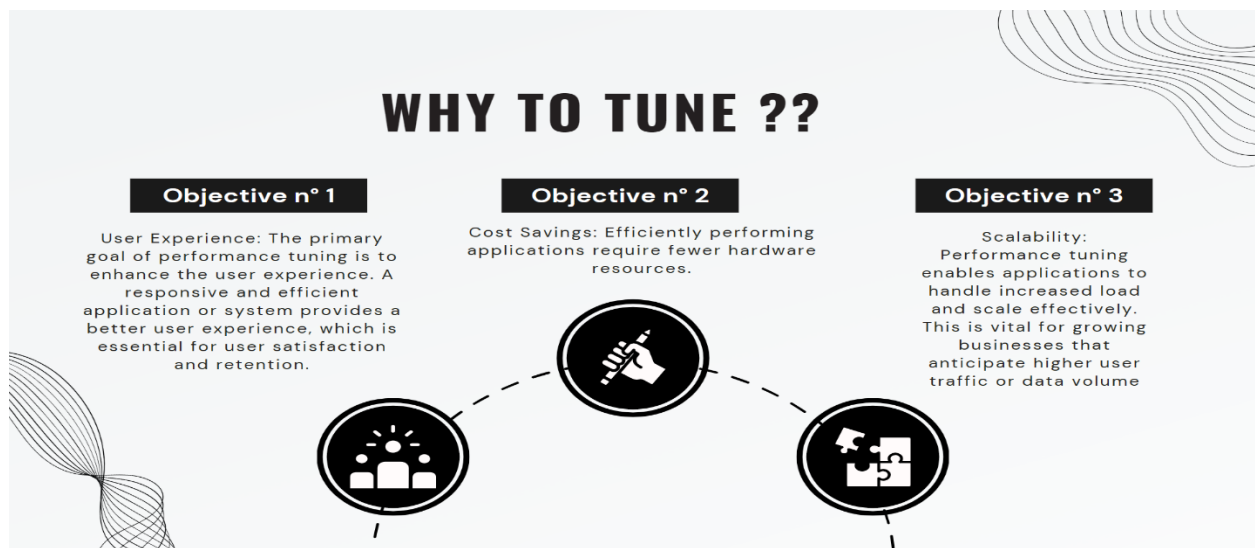 WHY TO TUNE ??
Objective n° 1
User Experience: The primary
goal of performance tuning is to
enhance the user experience. A
responsive and efficient
application or system provides a
better user experience, which is
essential for user satisfaction
and retention.
Objective n° 2
Cost Savings: Efficiently performing
applications require fewer hardware
resources.
Objective n° 3
Scalability:
Performance tuning
enables applications to
handle increased load
and scale effectively.
This is vital for growing
businesses that
anticipate higher user
traffic or data volume